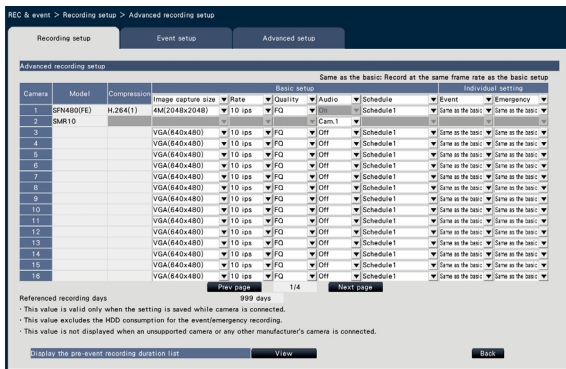 REC & event > Recording setup > Advanced recording setup
Recording setup Event setup Advanced setup
Advanced recording setup
Same as the basic: Record at the same frame rate as the basic setup
Camera Model Compression Basic setup Individual setting
Image capture size Rate Quality Audio Schedule Event Emergency
1 SFN480(FE) H.264(1) 4M(2048x2048) 10 ips FQ On Schedule1 Same as the basic Same as the basic
2 SMR10 Cam.1
3 VGA(640x480) 10 ips FQ Off Schedule1 Same as the basic Same as the basic
4 VGA(640x480) 10 ips FQ Off Schedule1 Same as the basic Same as the basic
5 VGA(640x480) 10 ips FQ Off Schedule1 Same as the basic Same as the basic
6 VGA(640x480) 10 ips FQ Off Schedule1 Same as the basic Same as the basic
7 VGA(640x480) 10 ips FQ Off Schedule1 Same as the basic Same as the basic
8 VGA(640x480) 10 ips FQ Off Schedule1 Same as the basic Same as the basic
9 VGA(640x480) 10 ips FQ Off Schedule1 Same as the basic Same as the basic
10 VGA(640x480) 10 ips FQ Off Schedule1 Same as the basic Same as the basic
11 VGA(640x480) 10 ips FQ Off Schedule1 Same as the basic Same as the basic
12 VGA(640x480) 10 ips FQ Off Schedule1 Same as the basic Same as the basic
13 VGA(640x480) 10 ips FQ Off Schedule1 Same as the basic Same as the basic
14 VGA(640x480) 10 ips FQ Off Schedule1 Same as the basic Same as the basic
15 VGA(640x480) 10 ips FQ Off Schedule1 Same as the basic Same as the basic
16 VGA(640x480) 10 ips FQ Off Schedule1 Same as the basic Same as the basic
Prev page 1/4 Next page
Referenced recording days 999 days
· This value is valid only when the setting is saved while camera is connected.
· This value excludes the HDD consumption for the event/emergency recording.
· This value is not displayed when an unsupported camera or any other manufacturer's camera is connected.
Display the pre-event recording duration list View Back